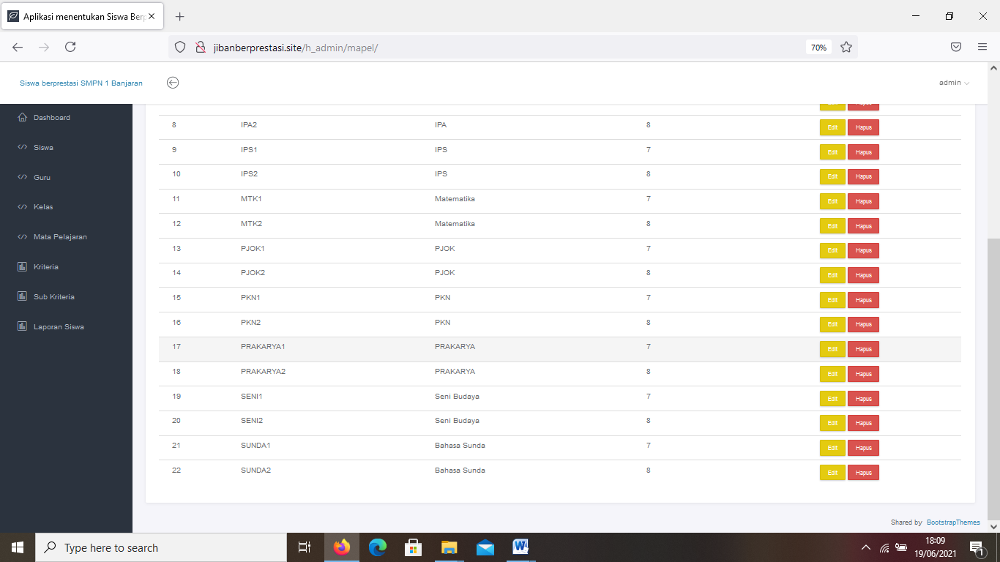 Aplikasi menentukan Siswa Berp
jibanberprestasi.site/h_admin/mapel/
70%
Siswa berprestasi SMPN 1 Banjaran
admin
Dashboard
Siswa
Guru
Kelas
Mata Pelajaran
Kriteria
Sub Kriteria
Laporan Siswa
8 IPA2 IPA 8 Edit Hapus
9 IPS1 IPS 7 Edit Hapus
10 IPS2 IPS 8 Edit Hapus
11 MTK1 Matematika 7 Edit Hapus
12 MTK2 Matematika 8 Edit Hapus
13 PJOK1 PJOK 7 Edit Hapus
14 PJOK2 PJOK 8 Edit Hapus
15 PKN1 PKN 7 Edit Hapus
16 PKN2 PKN 8 Edit Hapus
17 PRAKARYA1 PRAKARYA 7 Edit Hapus
18 PRAKARYA2 PRAKARYA 8 Edit Hapus
19 SENI1 Seni Budaya 7 Edit Hapus
20 SENI2 Seni Budaya 8 Edit Hapus
21 SUNDA1 Bahasa Sunda 7 Edit Hapus
22 SUNDA2 Bahasa Sunda 8 Edit Hapus
Shared by BootstrapThemes
Type here to search
18:09
19/06/2021
1